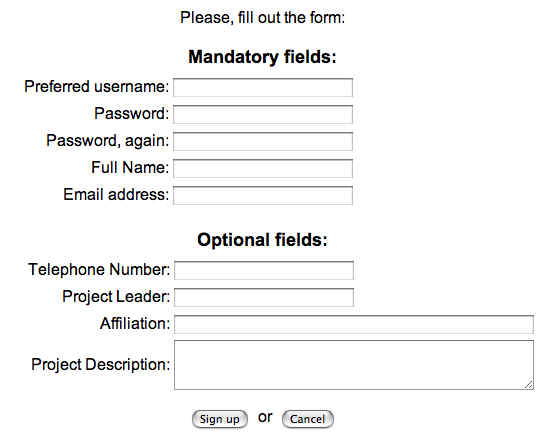 Please, fill out the form:
Mandatory fields:
Preferred username:
Password:
Password, again:
Full Name:
Email address:
Optional fields:
Telephone Number:
Project Leader:
Affiliation:
Project Description:
Sign up or Cancel